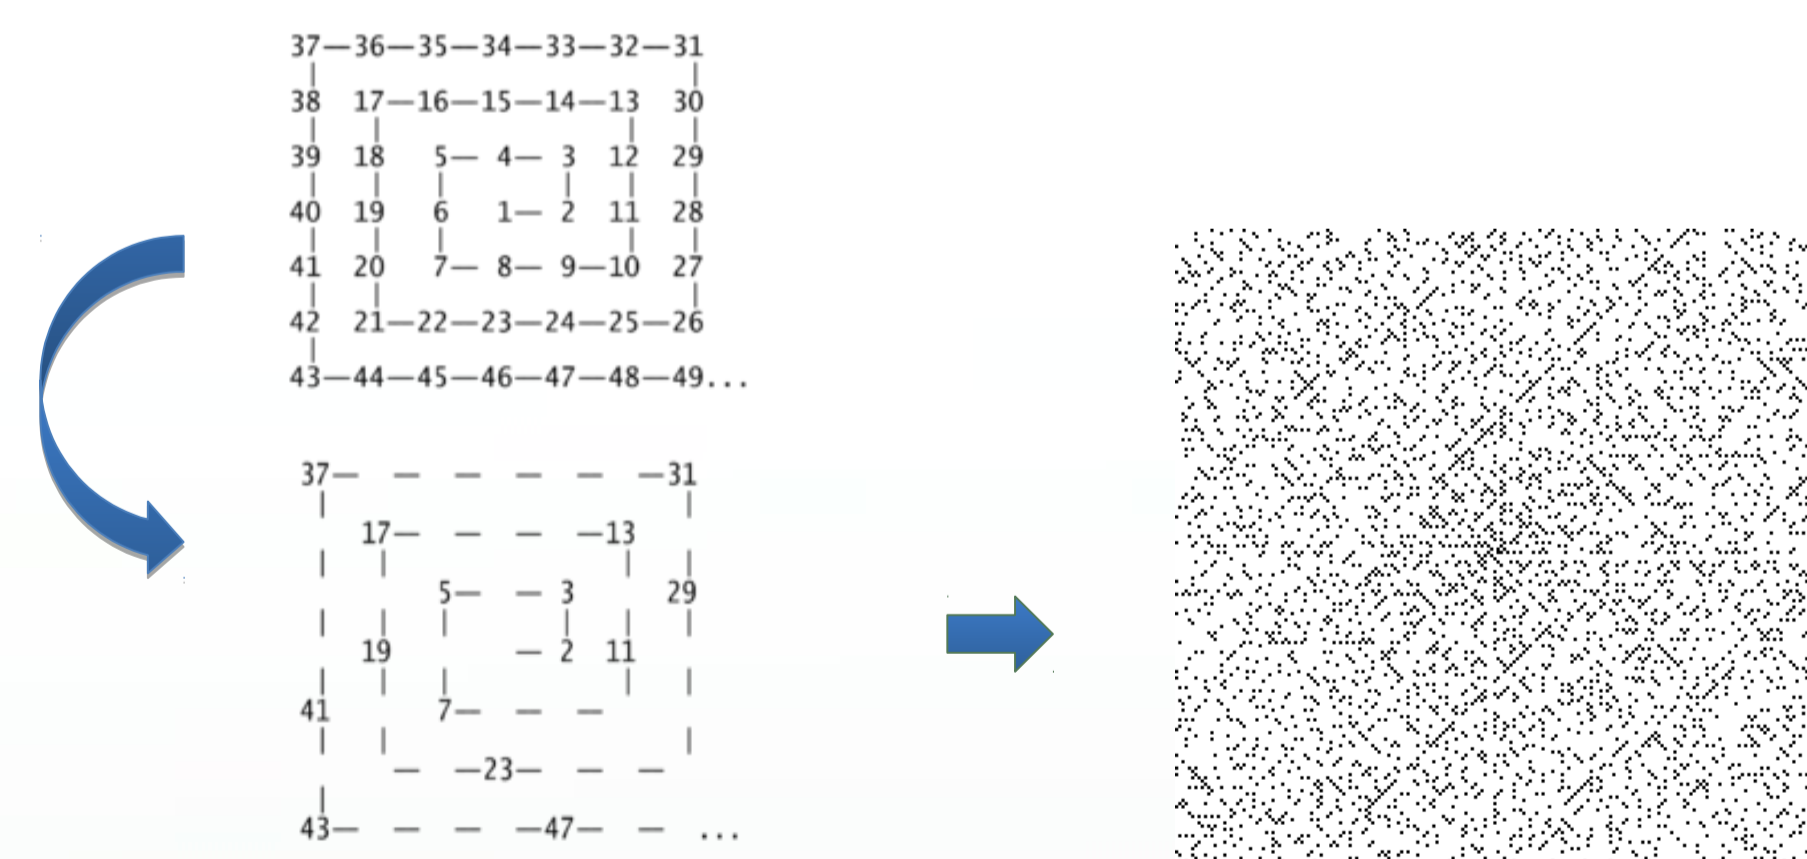 37—36—35—34—33—32—31
38 17—16—15—14—13 30
39 18 5— 4— 3 12 29
40 19 6 1— 2 11 28
41 20 7— 8— 9—10 27
42 21—22—23—24—25—26
43—44—45—46—47—48—49...
37— — — — — —31
17— — — —13
5— — 3 29
19 — 2 11
41 7— — —
— —23— — —
43— — — —47— — ...